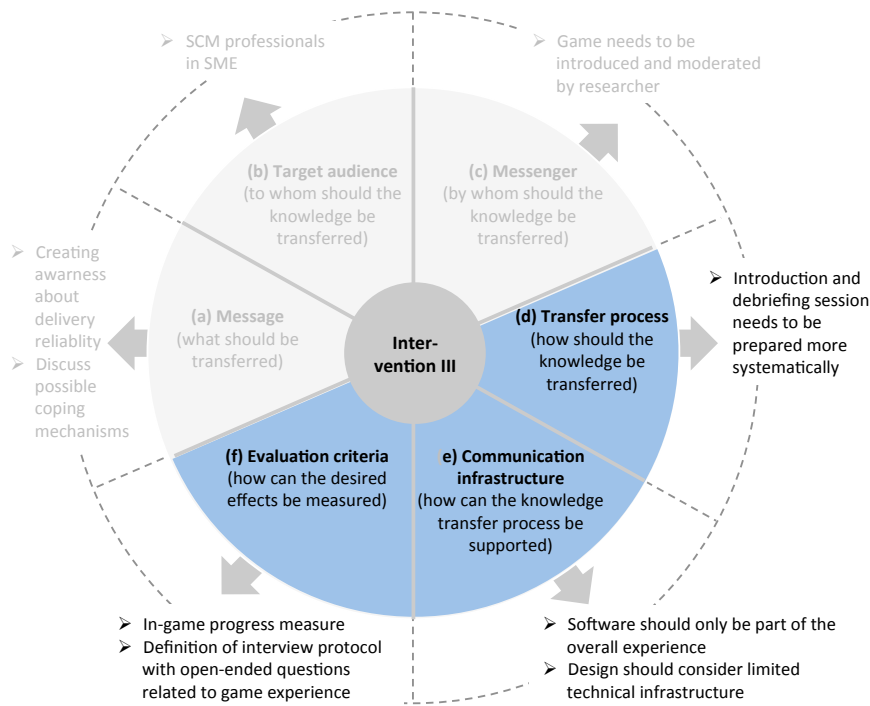 ➢ SCM professionals
in SME
➢ Game needs to be
introduced and moderated
by researcher
(b) Target audience
(to whom should the
knowledge be
transferred)
(c) Messenger
(by whom should the
knowledge be
transferred)
➢ Creating
awarness
about
delivery
reliablity
➢ Discuss
possible
coping
mechanisms
(a) Message
(what should be
transferred)
Inter-
vention III
(d) Transfer process
(how should the
knowledge be
transferred)
➢ Introduction and
debriefing session
needs to be
prepared more
systematically
(f) Evaluation criteria
(how can the desired
effects be measured)
e) Communication
infrastructure
(how can the knowledge
transfer process be
supported)
➢ In-game progress measure
➢ Definition of interview protocol
with open-ended questions
related to game experience
➢ Software should only be part of the
overall experience
➢ Design should consider limited
technical infrastructure